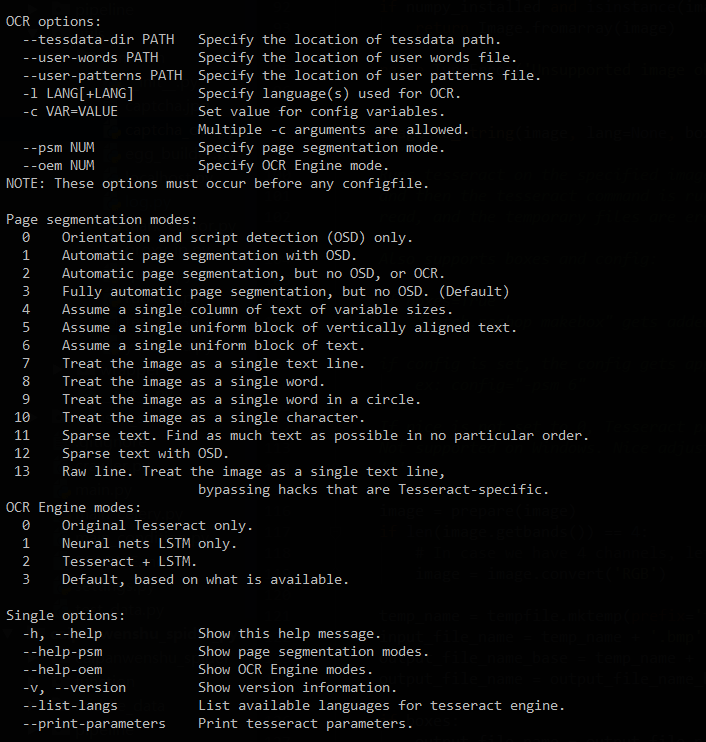 OCR options:
  --tessdata-dir PATH   Specify the location of tessdata path.
  --user-words PATH     Specify the location of user words file.
  --user-patterns PATH  Specify the location of user patterns file.
  -l LANG[+LANG]        Specify language(s) used for OCR.
  -c VAR=VALUE          Set value for config variables.
                        Multiple -c arguments are allowed.
  --psm NUM             Specify page segmentation mode.
  --oem NUM             Specify OCR Engine mode.
NOTE: These options must occur before any configfile.

Page segmentation modes:
  0    Orientation and script detection (OSD) only.
  1    Automatic page segmentation with OSD.
  2    Automatic page segmentation, but no OSD, or OCR.
  3    Fully automatic page segmentation, but no OSD. (Default)
  4    Assume a single column of text of variable sizes.
  5    Assume a single uniform block of vertically aligned text.
  6    Assume a single uniform block of text.
  7    Treat the image as a single text line.
  8    Treat the image as a single word.
  9    Treat the image as a single word in a circle.
 10    Treat the image as a single character.
 11    Sparse text. Find as much text as possible in no particular order.
 12    Sparse text with OSD.
 13    Raw line. Treat the image as a single text line,
                        bypassing hacks that are Tesseract-specific.
OCR Engine modes:
  0    Original Tesseract only.
  1    Neural nets LSTM only.
  2    Tesseract + LSTM.
  3    Default, based on what is available.

Single options:
  -h, --help            Show this help message.
  --help-psm            Show page segmentation modes.
  --help-oem            Show OCR Engine modes.
  -v, --version         Show version information.
  --list-langs          List available languages for tesseract engine.
  --print-parameters    Print tesseract parameters.